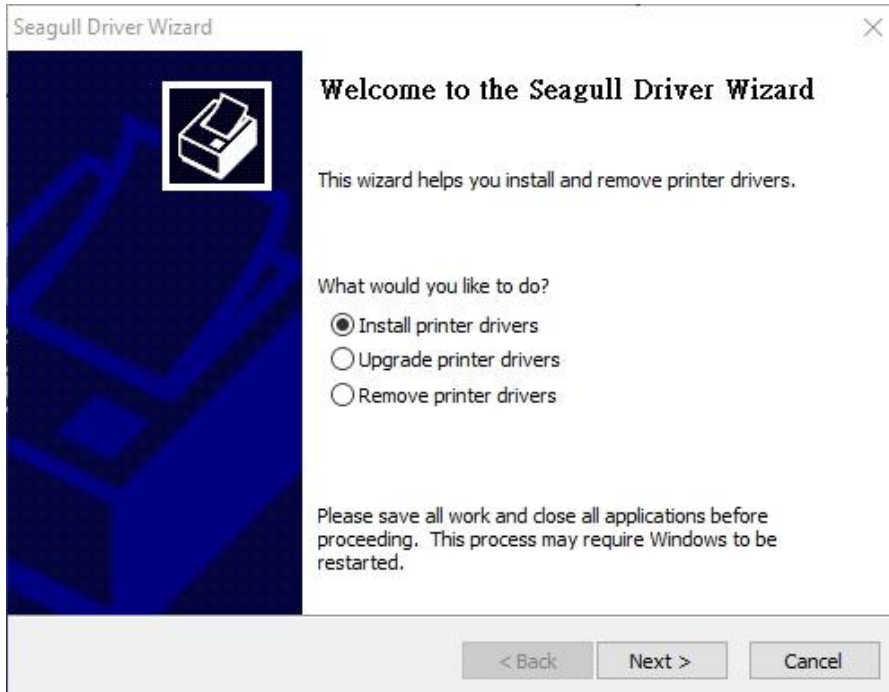 Seagull Driver Wizard
Welcome to the Seagull Driver Wizard
This wizard helps you install and remove printer drivers.
What would you like to do?
Install printer drivers
Upgrade printer drivers
Remove printer drivers
Please save all work and close all applications before
proceeding.  This process may require Windows to be
restarted.
< Back
Next >
Cancel